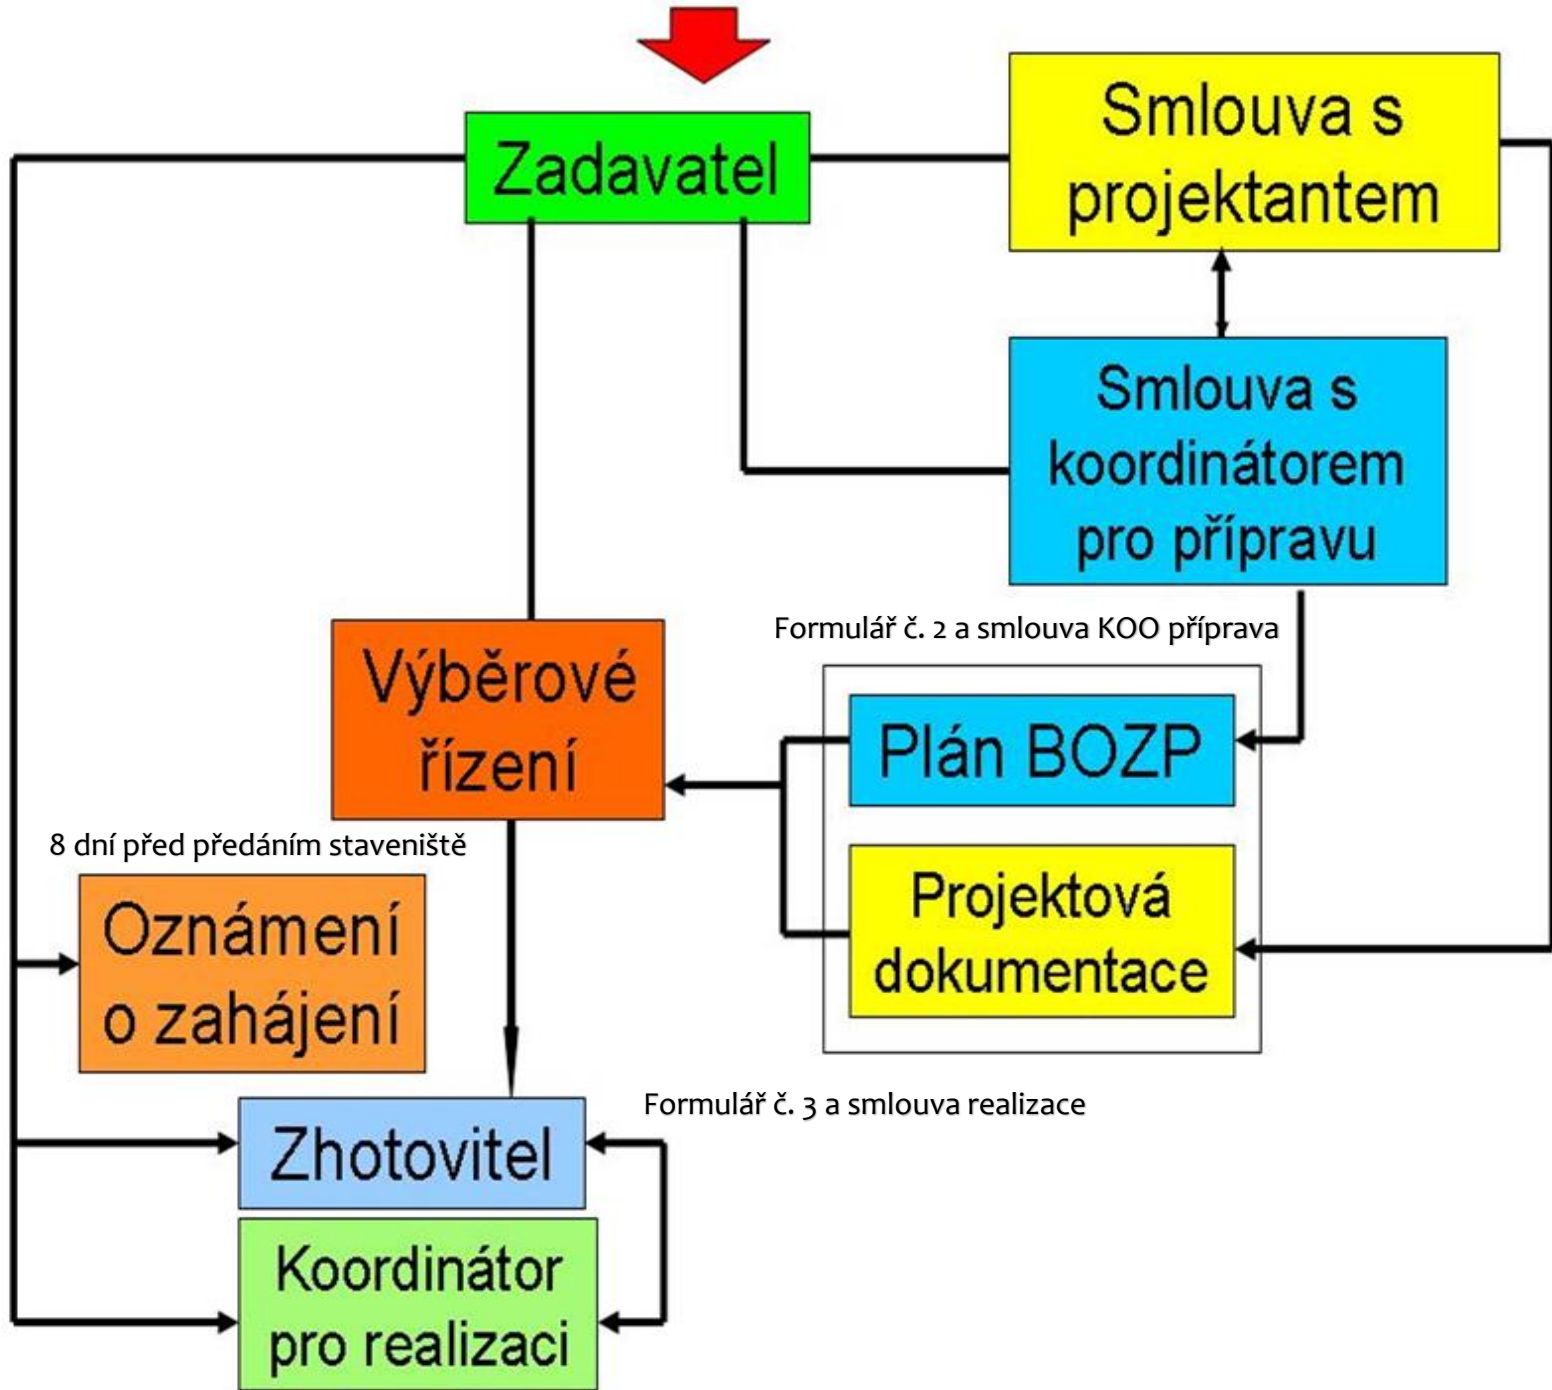 Zadavatel
Smlouva s
projektantem
Smlouva s
koordinátorem
pro přípravu
Formulář č. 2 a smlouva KOO příprava
Výběrové
řízení
Plán BOZP
8 dní před předáním staveniště
Oznámení
o zahájení
Projektová
dokumentace
Formulář č. 3 a smlouva realizace
Zhotovitel
Koordinátor
pro realizaci